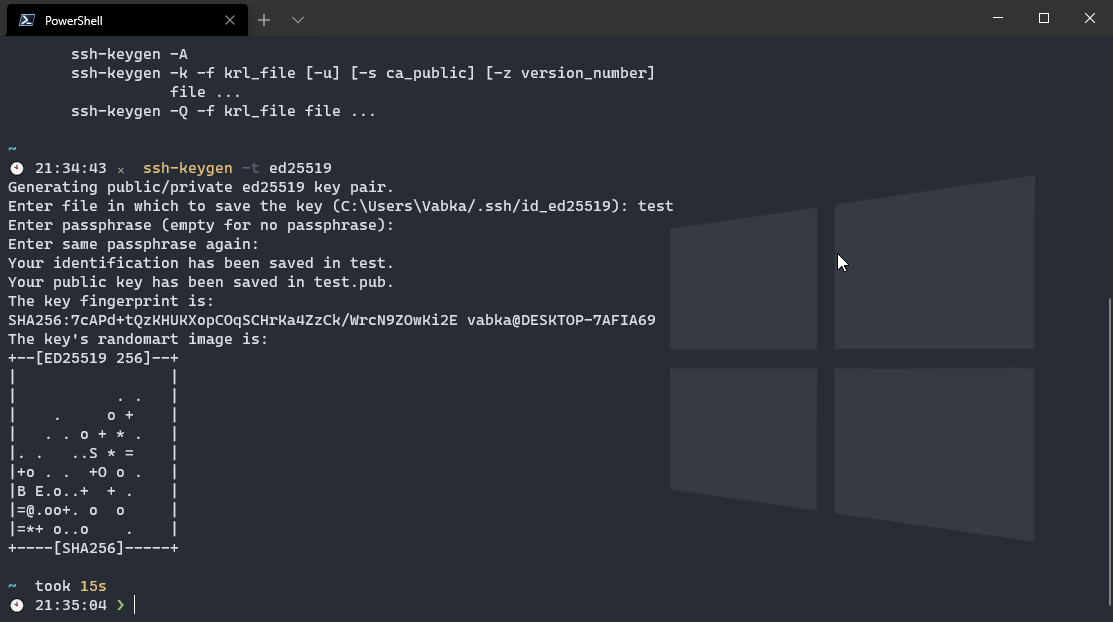 PowerShell
ssh-keygen -A
ssh-keygen -k -f krl_file [-u] [-s ca_public] [-z version_number]
file ...
ssh-keygen -Q -f krl_file file ...
~
21:34:43 × ssh-keygen -t ed25519
Generating public/private ed25519 key pair.
Enter file in which to save the key (C:\Users\Vabka/.ssh/id_ed25519): test
Enter passphrase (empty for no passphrase):
Enter same passphrase again:
Your identification has been saved in test.
Your public key has been saved in test.pub.
The key fingerprint is:
SHA256:7cAPd+tQzKHUKXopCOqSCHrKa4ZzCk/WrcN9ZOwKi2E vabka@DESKTOP-7AFIA69
The key's randomart image is:
+--[ED25519 256]--+
|                 |
|           . .   |
|    .     o +    |
|   . . o + * .   |
|. .   ..S * =    |
|+o . .  +O o .   |
|B E.o..+  + .    |
|=@.oo+. o  o     |
|=*+ o..o    .    |
+----[SHA256]-----+
~ took 15s
21:35:04 ❯